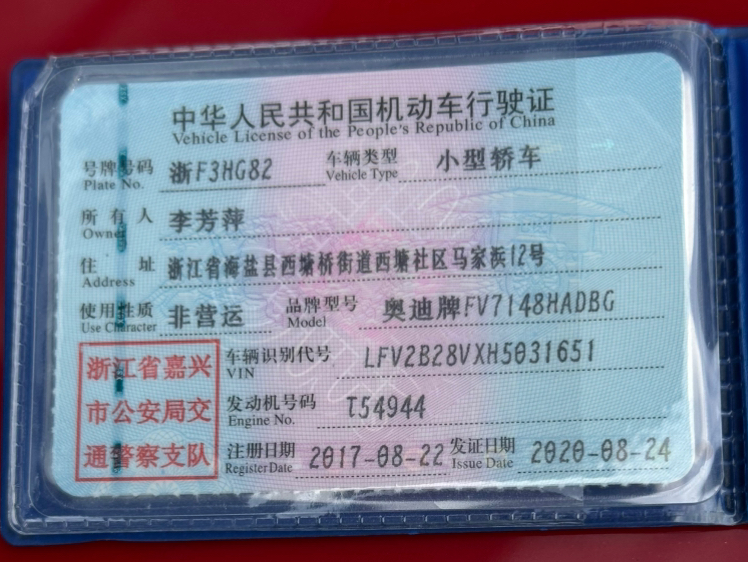 中华人民共和国机动车行驶证
Vehicle License of the People's Republic of China
号牌号码 浙F3HG82 车辆类型 小型轿车
Plate No. Vehicle Type
所有人 李芳萍
Owner
住址 浙江省海盐县西塘桥街道西塘社区马家浜12号
Address
使用性质 非营运 品牌型号 奥迪牌FV7148HADBG
Use Character Model
浙江省嘉兴
市公安局交
通警察支队
车辆识别代号 LFV2B28VXH5031651
VIN
发动机号码 T54944
Engine No.
注册日期 2017-08-22 发证日期 2020-08-24
Register Date Issue Date